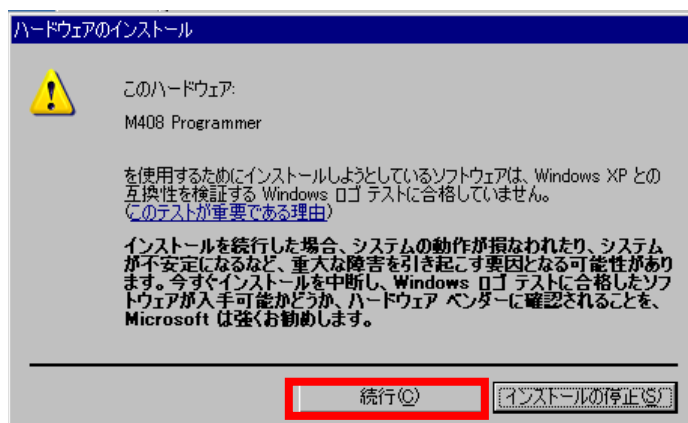 ハードウェアのインストール
このハードウェア:
M408 Programmer
を使用するためにインストールしようとしているソフトウェアは、Windows XP との
互換性を検証する Windows ロゴ テストに合格していません。
(このテストが重要である理由)
インストールを続行した場合、システムの動作が損なわれたり、システム
が不安定になるなど、重大な障害を引き起こす要因となる可能性があり
ます。今すぐインストールを中断し、Windows ロゴ テストに合格したソフ
トウェアが入手可能かどうか、ハードウェア ベンダーに確認されることを、
Microsoft は強くお勧めします。
続行(C) インストールの停止(S)